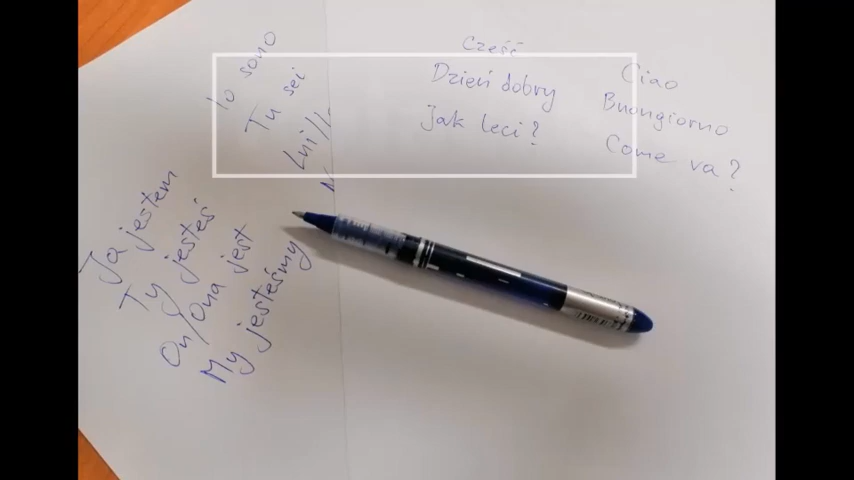 Cześć
Dzień dobry
Jak leci?
Ciao
Buongiorno
Come va?
Io sono
Tu sei
Lui/
Ja jestem
Ty jesteś
On/Ona jest
My jesteśmy